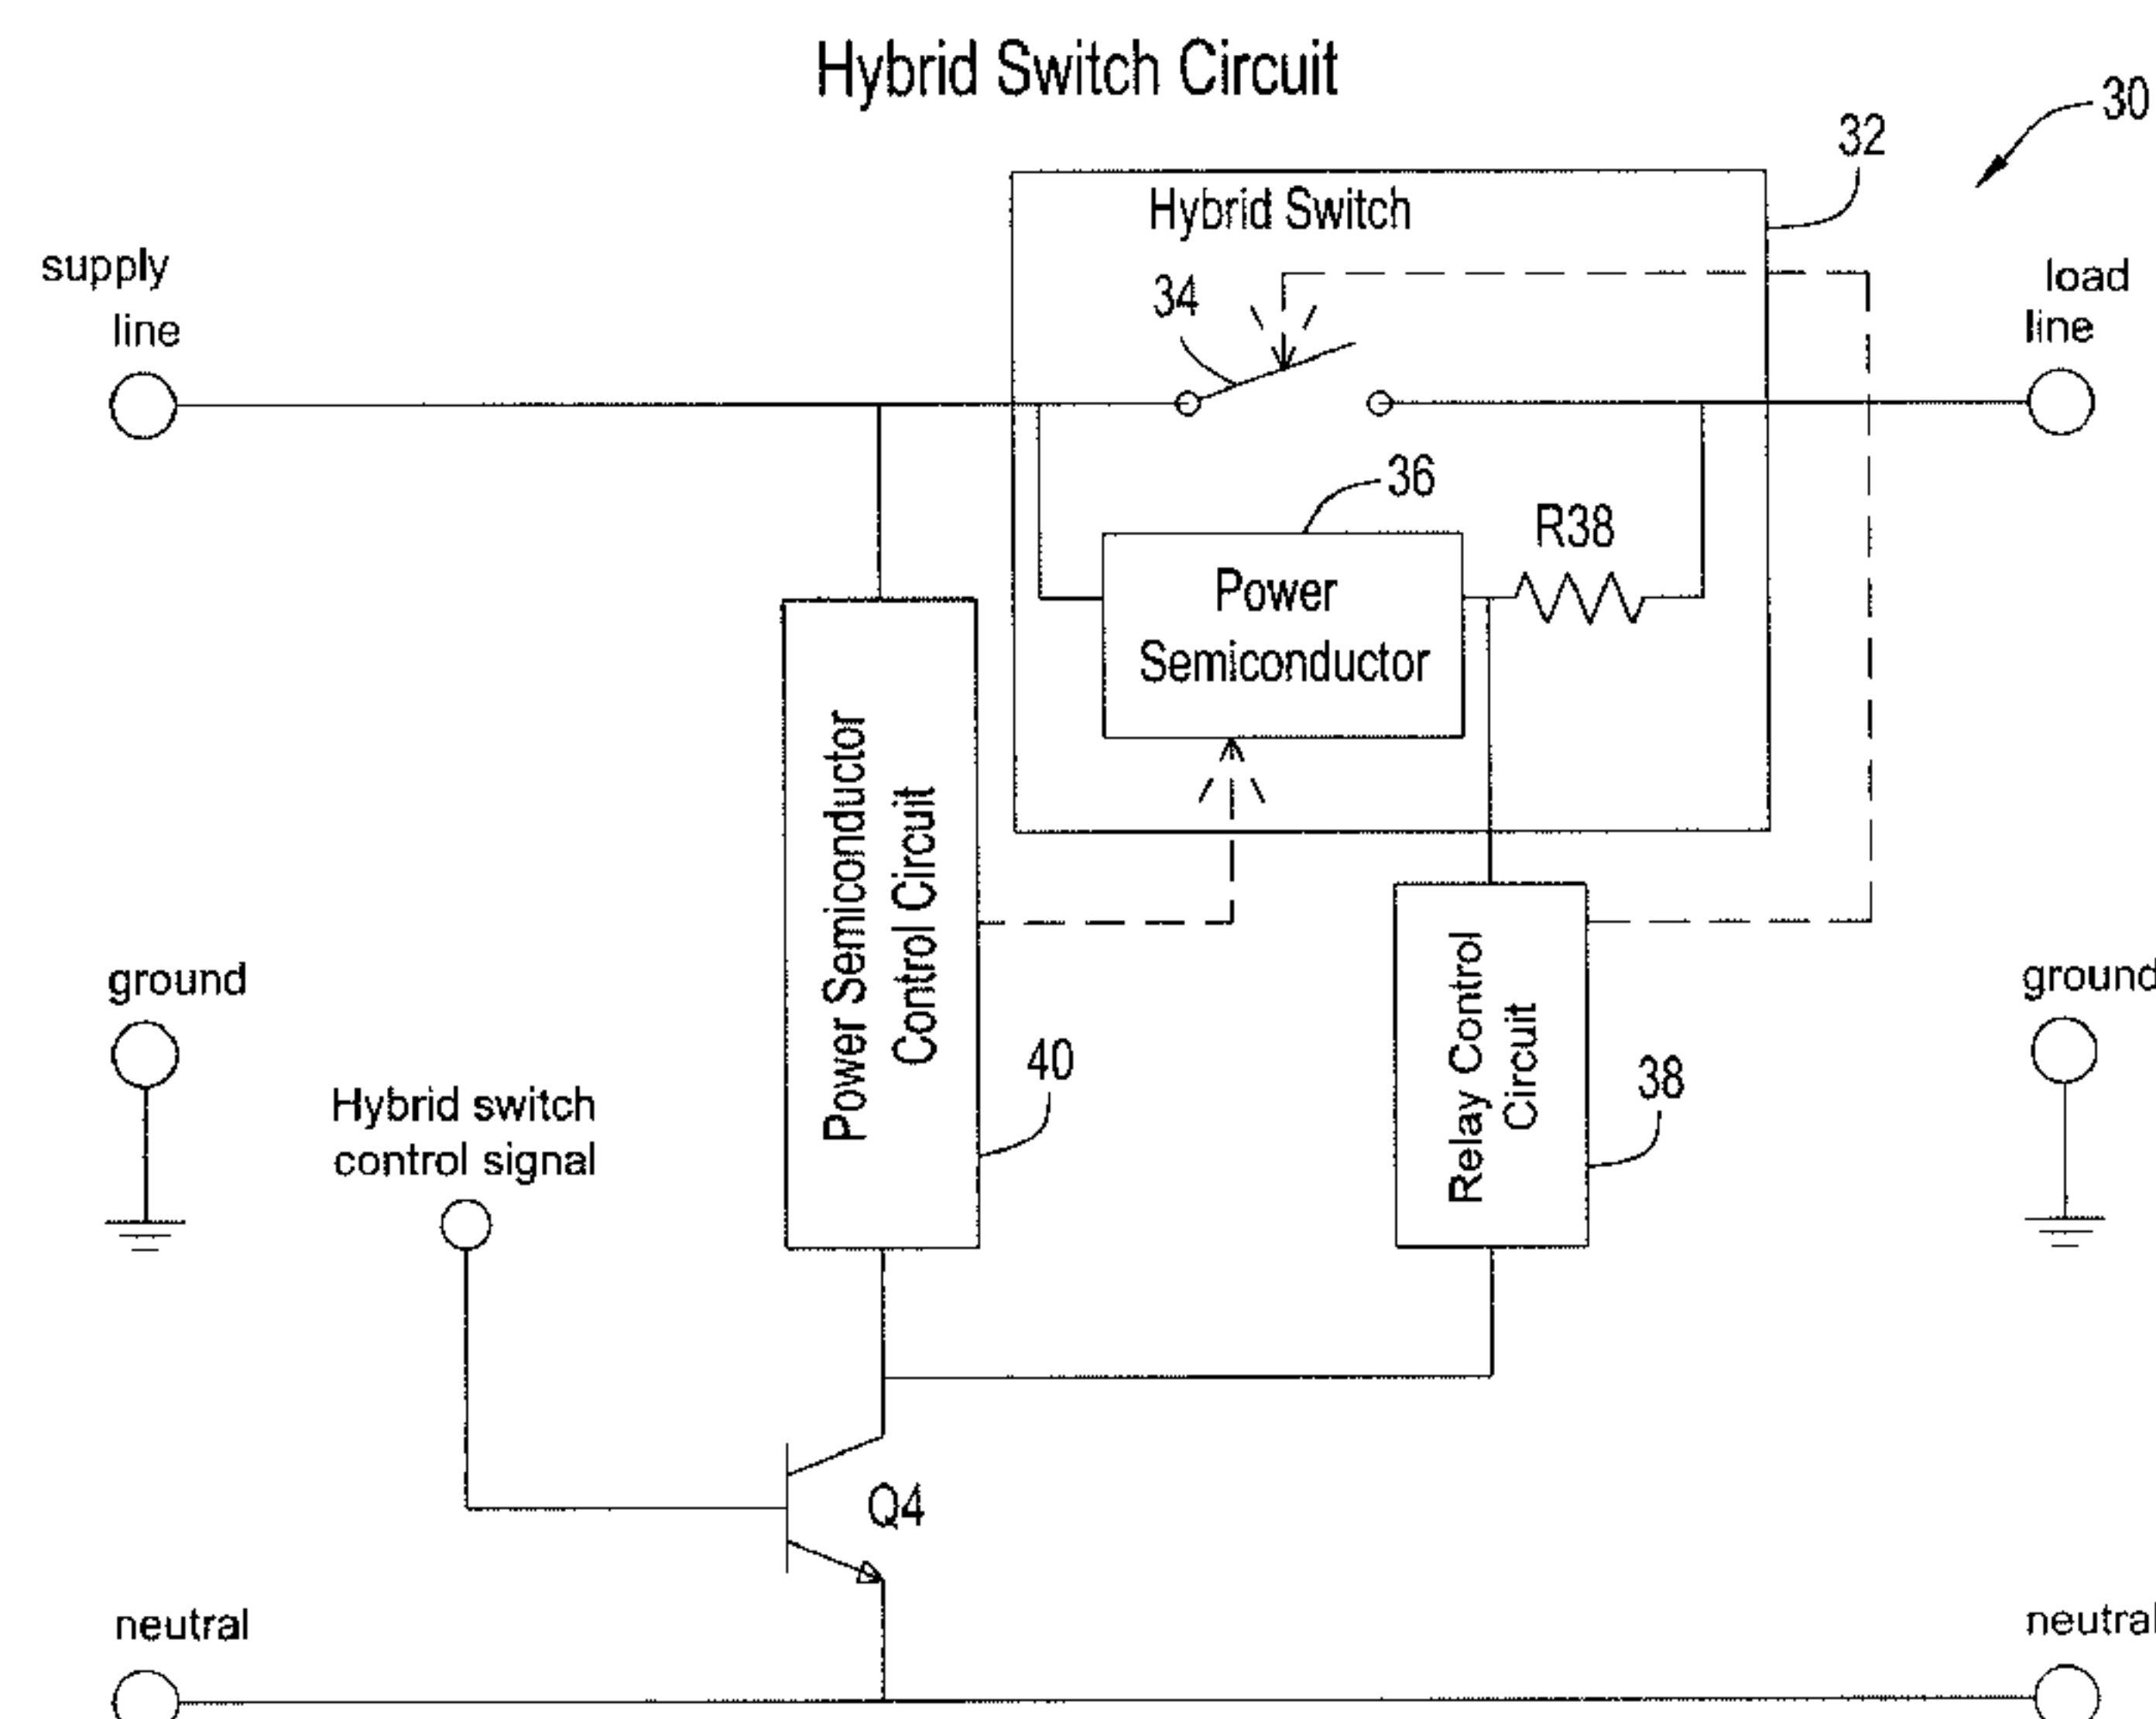 Hybrid Switch Circuit
30
32
Hybrid Switch
supply
line
34
load
line
36
R38
Power
Semiconductor
Power Semiconductor
Control Circuit
Relay Control
Circuit
ground
ground
40
38
Hybrid switch
control signal
Q4
neutral
neutral